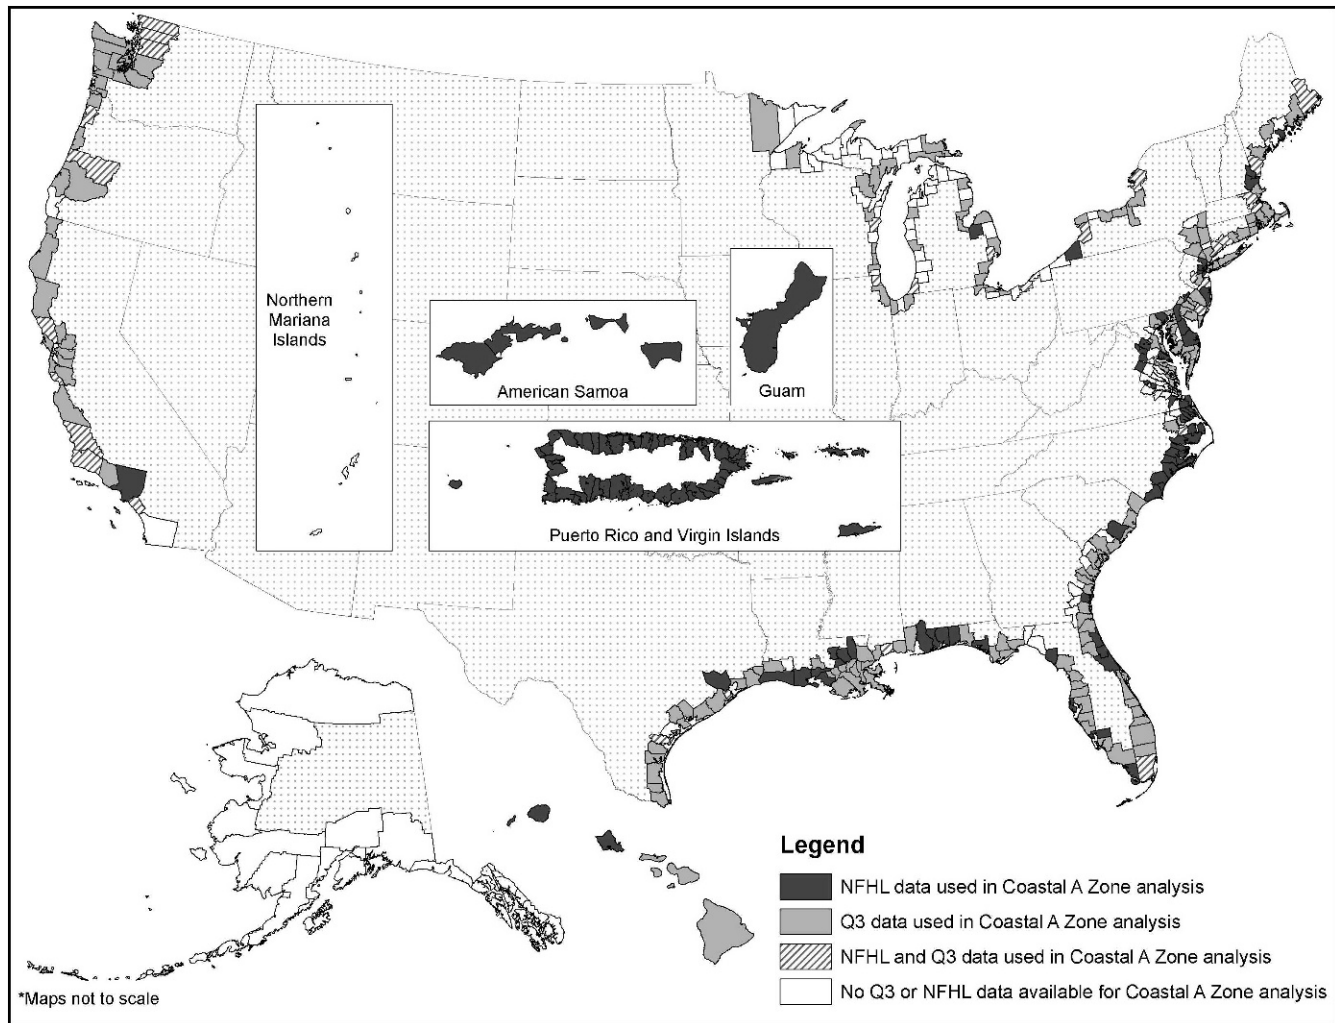 Northern
Mariana
Islands
American Samoa
Guam
Puerto Rico and Virgin Islands
Legend
NFHL data used in Coastal A Zone analysis
Q3 data used in Coastal A Zone analysis
NFHL and Q3 data used in Coastal A Zone analysis
No Q3 or NFHL data available for Coastal A Zone analysis
*Maps not to scale